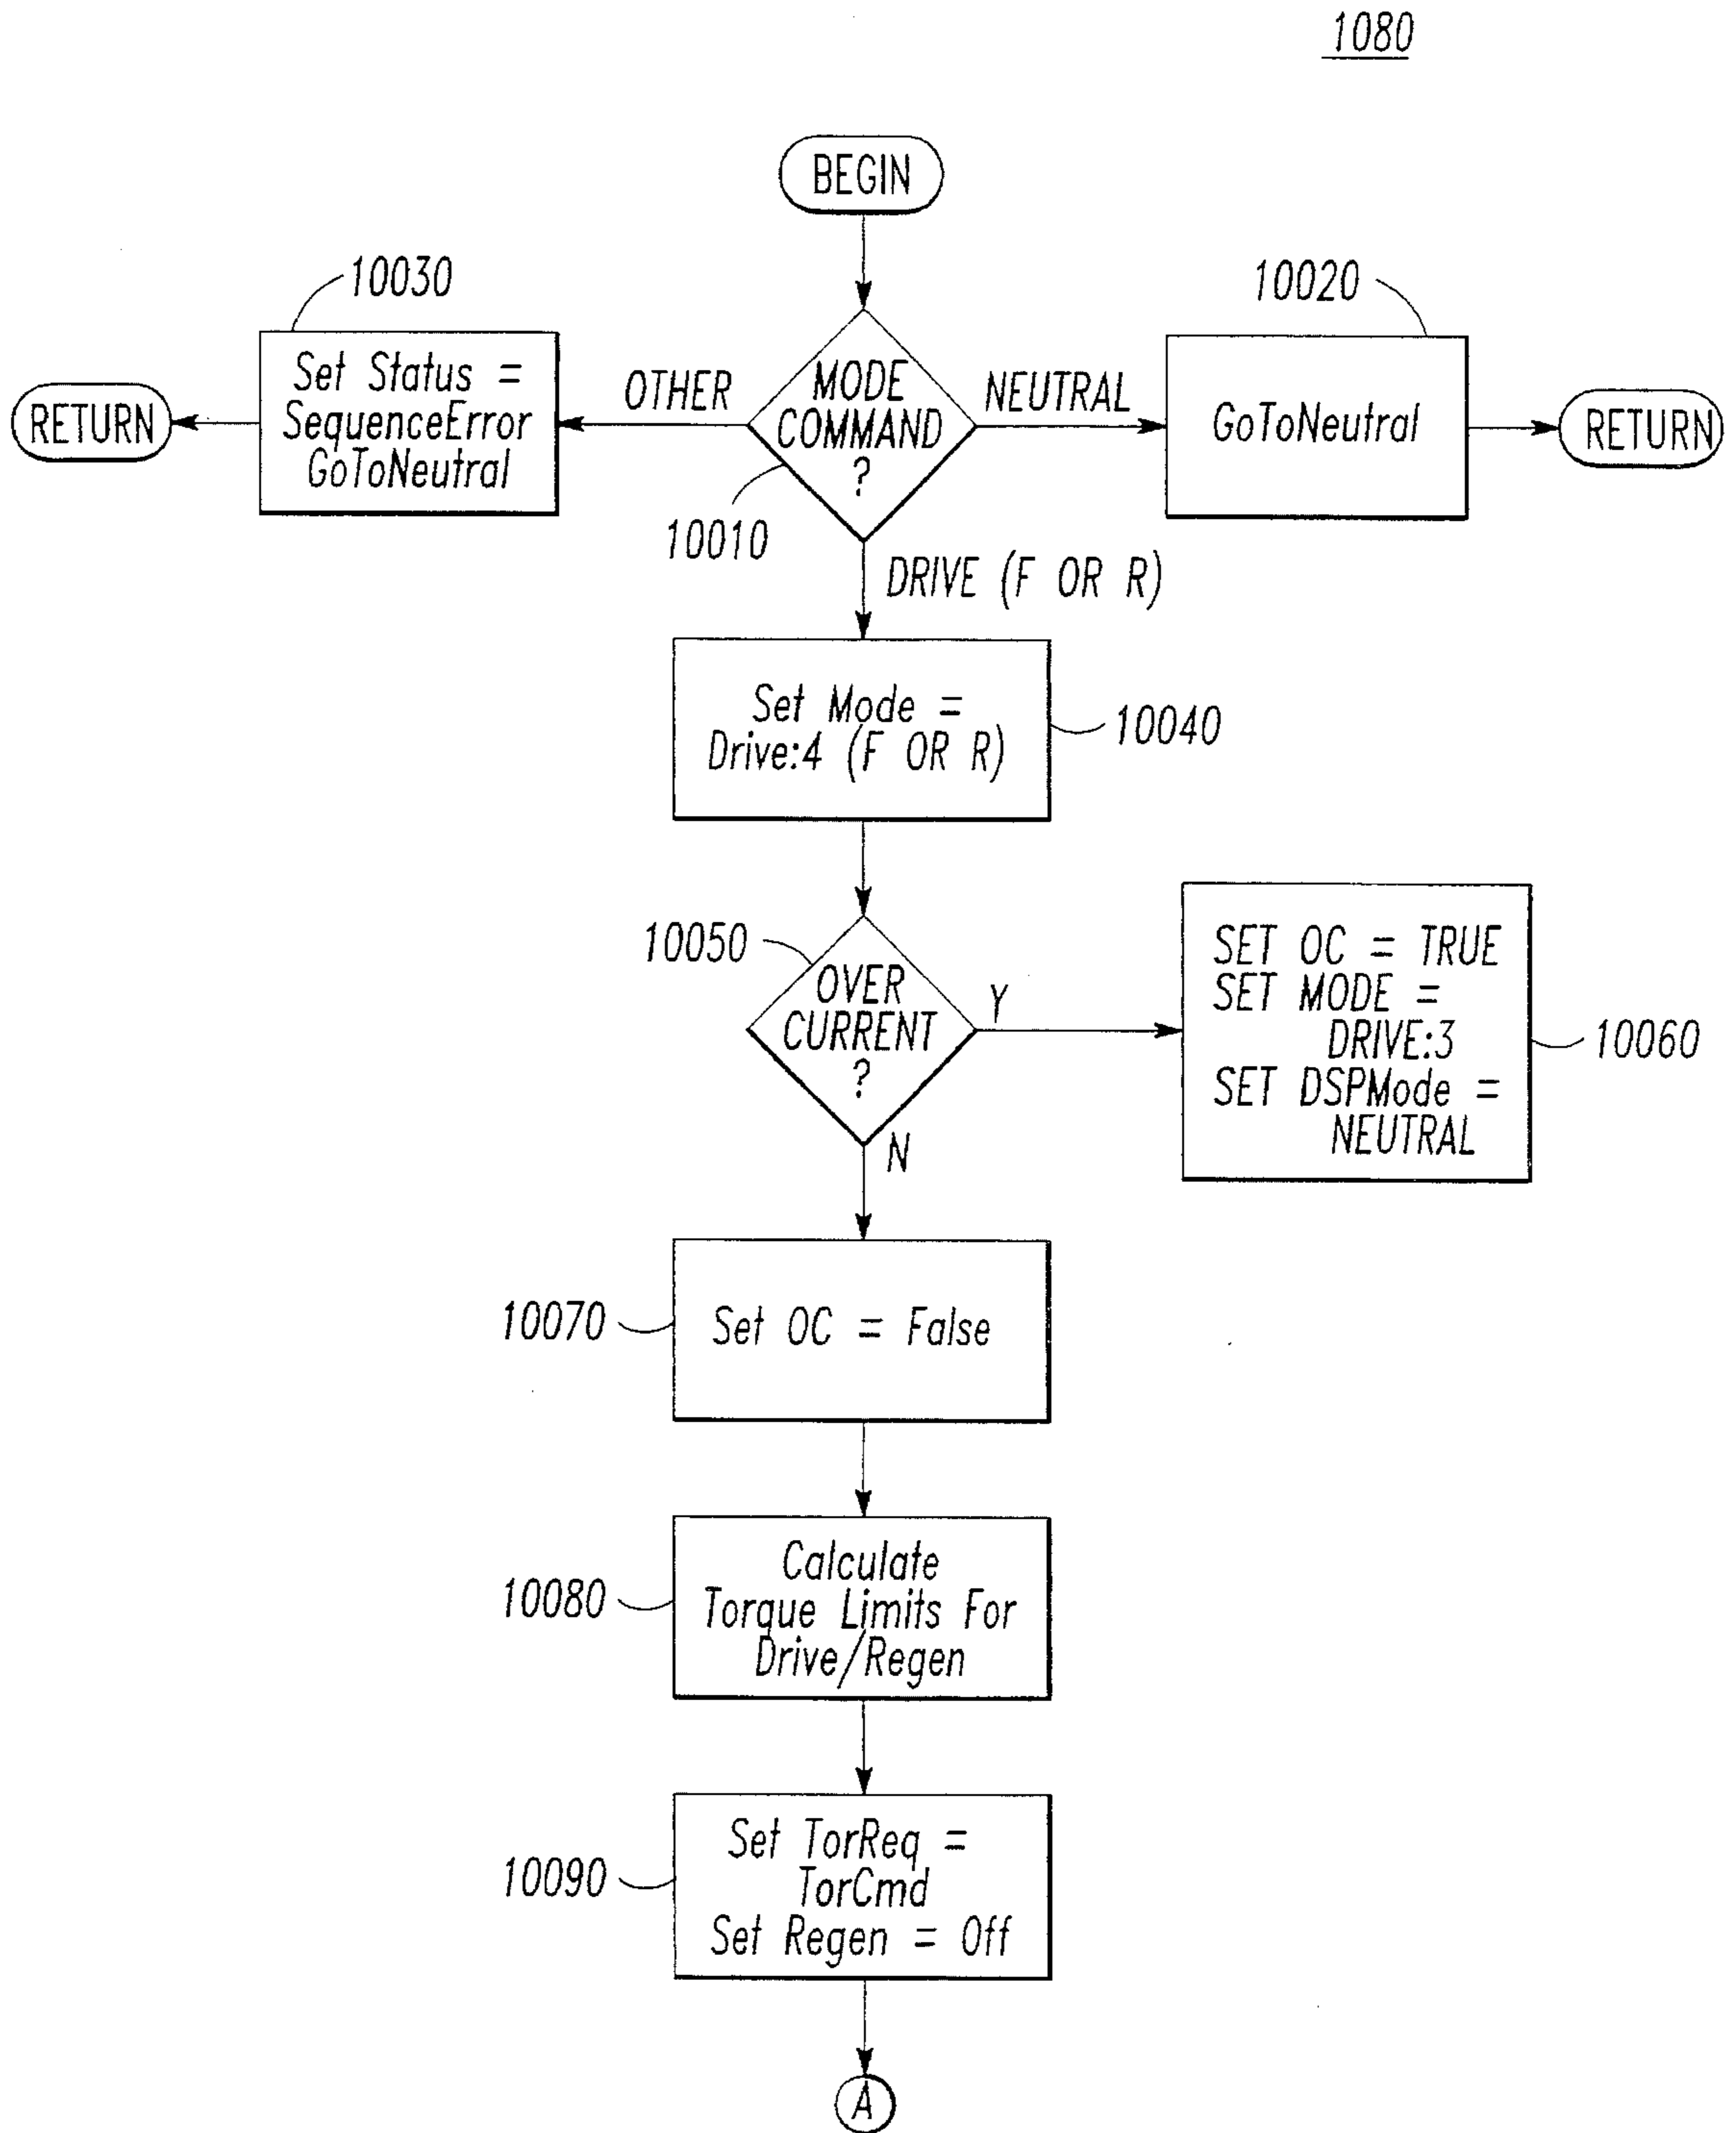 1080
BEGIN
10030
10020
Set Status =
SequenceError
GoToNeutral
RETURN
OTHER
MODE
COMMAND
?
NEUTRAL
GoToNeutral
RETURN
10010
DRIVE (F OR R)
Set Mode =
Drive:4 (F OR R)
10040
10050
OVER
CURRENT
?
Y
SET OC = TRUE
SET MODE =
DRIVE:3
SET DSPMode =
NEUTRAL
10060
N
10070
Set OC = False
10080
Calculate
Torque Limits For
Drive/Regen
10090
Set TorReq =
TorCmd
Set Regen = Off
A